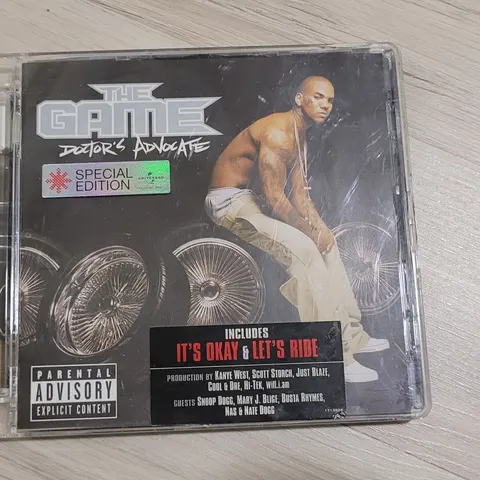 THE
GAME
DOCTOR'S ADVOCATE
SPECIAL
EDITION
UNIVERSAL
INCLUDES
IT'S OKAY & LET'S RIDE
PRODUCTION BY KANYE WEST, SCOTT STORCH, JUST BLAZE,
COOL & DRE, HI-TEK, will.i.am
GUESTS SNOOP DOGG, MARY J. BLIGE, BUSTA RHYMES,
NAS & NATE DOGG
PARENTAL
ADVISORY
EXPLICIT CONTENT